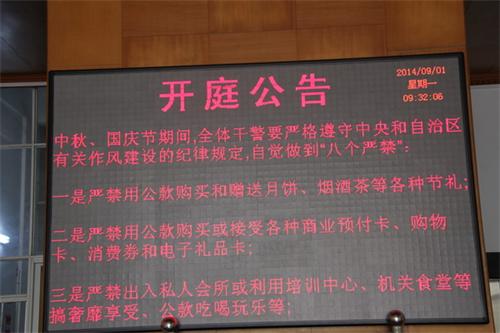 开庭公告
2014/09/01
星期一
09:32:06
中秋、国庆节期间,全体干警要严格遵守中央和自治区
有关作风建设的纪律规定,自觉做到“八个严禁”:
一是严禁用公款购买和赠送月饼、烟酒茶等各种节礼;
二是严禁用公款购买或接受各种商业预付卡、购物
卡、消费券和电子礼品卡;
三是严禁出入私人会所或利用培训中心、机关食堂等
搞奢靡享受、公款吃喝玩乐等;